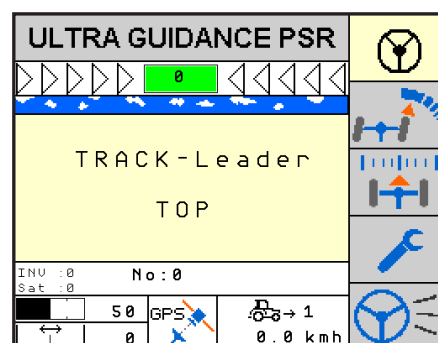 ULTRA GUIDANCE PSR
0
TRACK-Leader
TOP
INV :0
No:0
Sat :0
50
GPS
→ 1
0
0.0 kmh